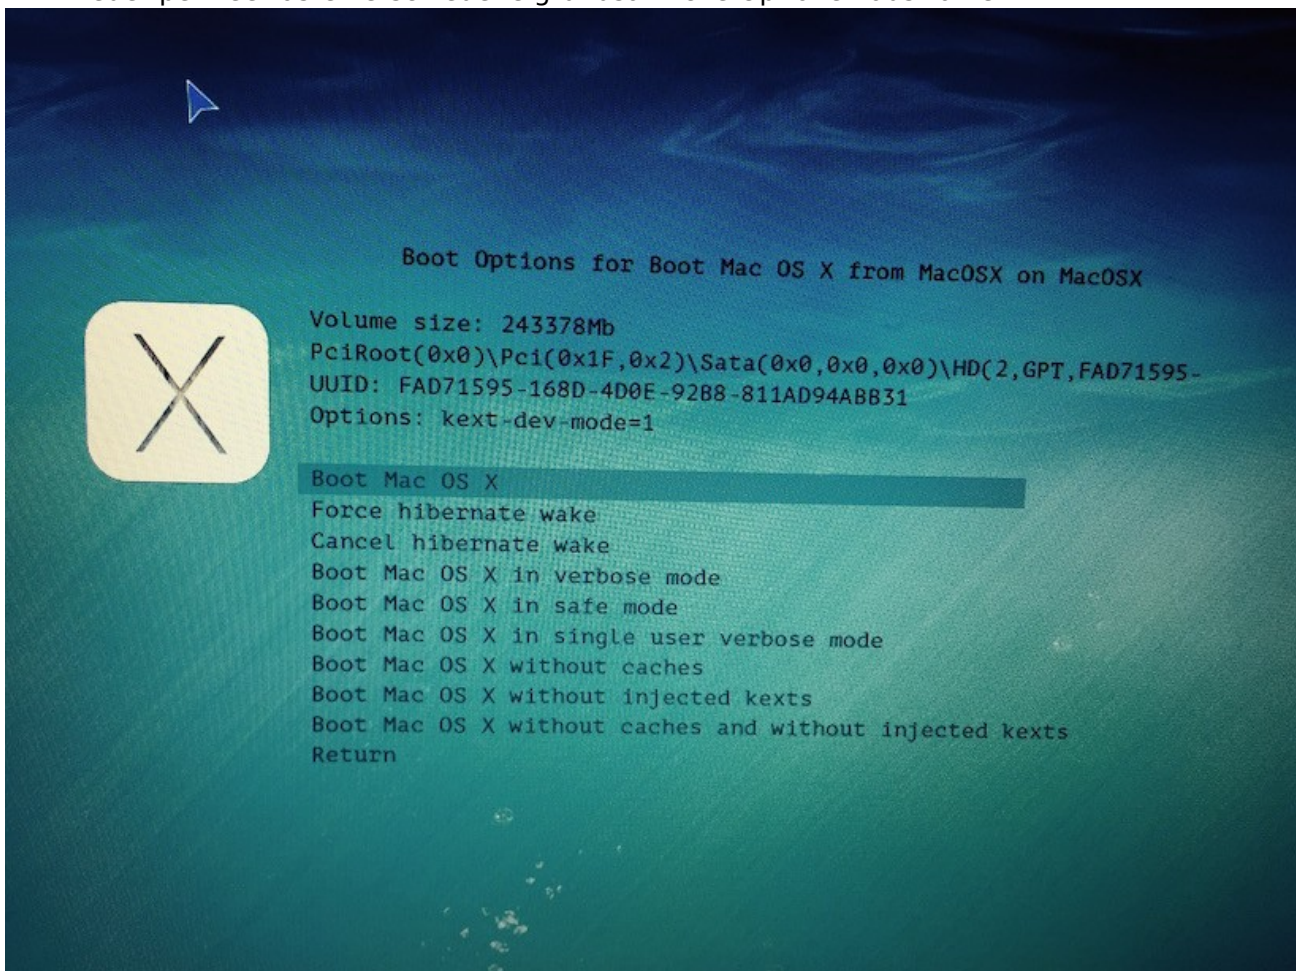 Boot Options for Boot Mac OS X from MacOSX on MacOSX
Volume size: 243378Mb
PciRoot(0x0)\Pci(0x1F,0x2)\Sata(0x0,0x0,0x0)\HD(2,GPT,FAD71595-
UUID: FAD71595-168D-4D0E-92B8-811AD94ABB31
Options: kext-dev-mode=1
Boot Mac OS X
Force hibernate wake
Cancel hibernate wake
Boot Mac OS X in verbose mode
Boot Mac OS X in safe mode
Boot Mac OS X in single user verbose mode
Boot Mac OS X without caches
Boot Mac OS X without injected kexts
Boot Mac OS X without caches and without injected kexts
Return